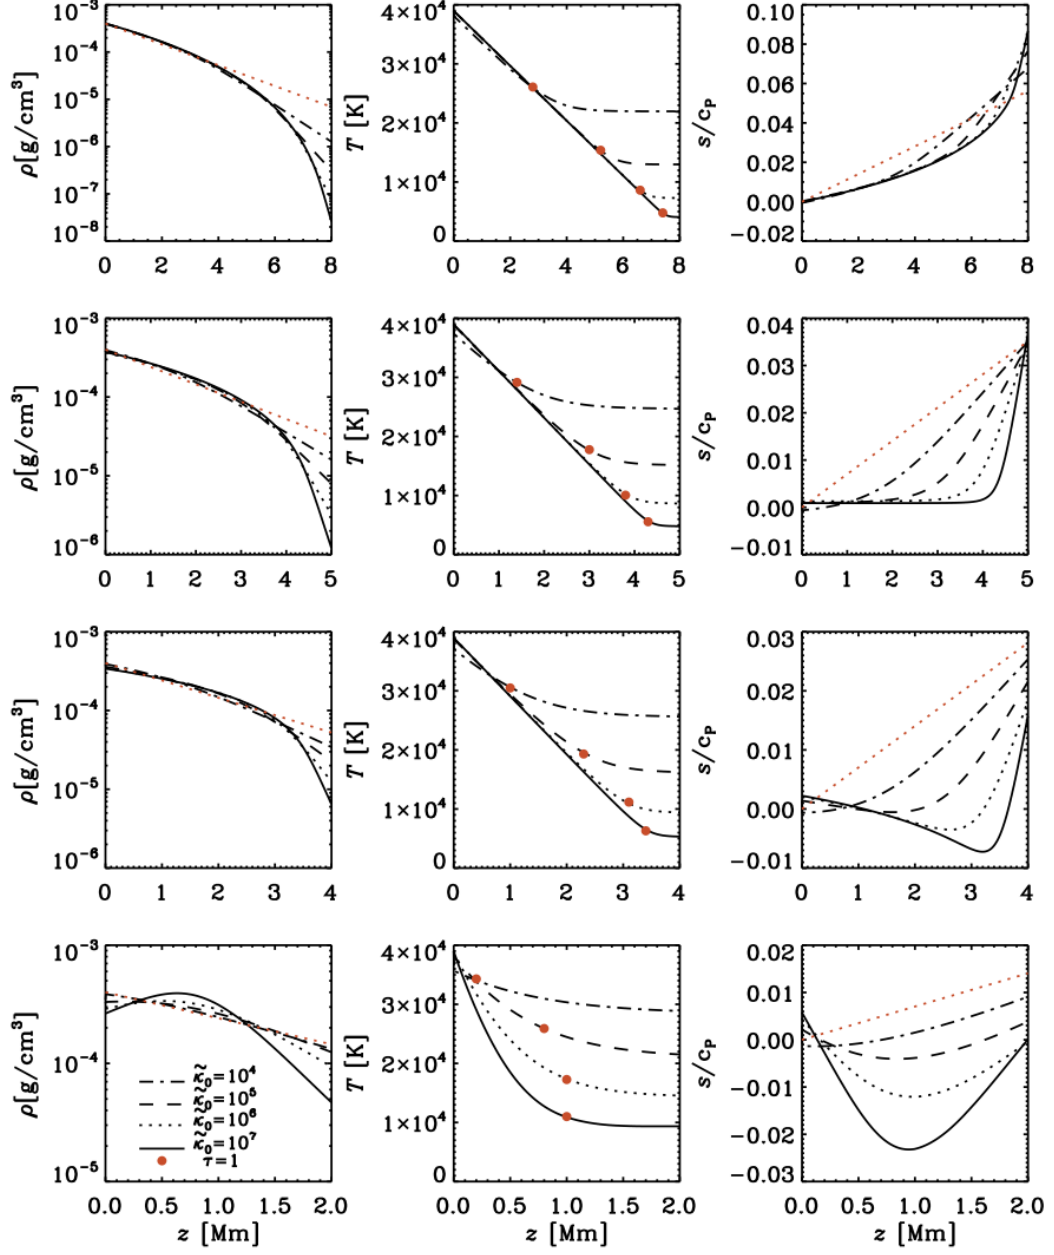 10⁻³
10⁻⁴
10⁻⁵
10⁻⁶
10⁻⁷
10⁻⁸
ρ[g/cm³]
0 2 4 6 8
4×10⁴
3×10⁴
2×10⁴
1×10⁴
0
T [K]
0 2 4 6 8
0.10
0.08
0.06
0.04
0.02
0.00
−0.02
s/cP
0 2 4 6 8
10⁻³
10⁻⁴
10⁻⁵
10⁻⁶
ρ[g/cm³]
0 1 2 3 4 5
4×10⁴
3×10⁴
2×10⁴
1×10⁴
0
T [K]
0 1 2 3 4 5
0.04
0.03
0.02
0.01
0.00
−0.01
s/cP
0 1 2 3 4 5
10⁻³
10⁻⁴
10⁻⁵
10⁻⁶
ρ[g/cm³]
0 1 2 3 4
4×10⁴
3×10⁴
2×10⁴
1×10⁴
0
T [K]
0 1 2 3 4
0.03
0.02
0.01
0.00
−0.01
s/cP
0 1 2 3 4
10⁻³
10⁻⁴
10⁻⁵
ρ[g/cm³]
κ̃₀=10⁴
κ̃₀=10⁵
κ̃₀=10⁶
κ̃₀=10⁷
τ=1
0.0 0.5 1.0 1.5 2.0
z [Mm]
4×10⁴
3×10⁴
2×10⁴
1×10⁴
0
T [K]
0.0 0.5 1.0 1.5 2.0
z [Mm]
0.02
0.01
0.00
−0.01
−0.02
−0.03
s/cP
0.0 0.5 1.0 1.5 2.0
z [Mm]